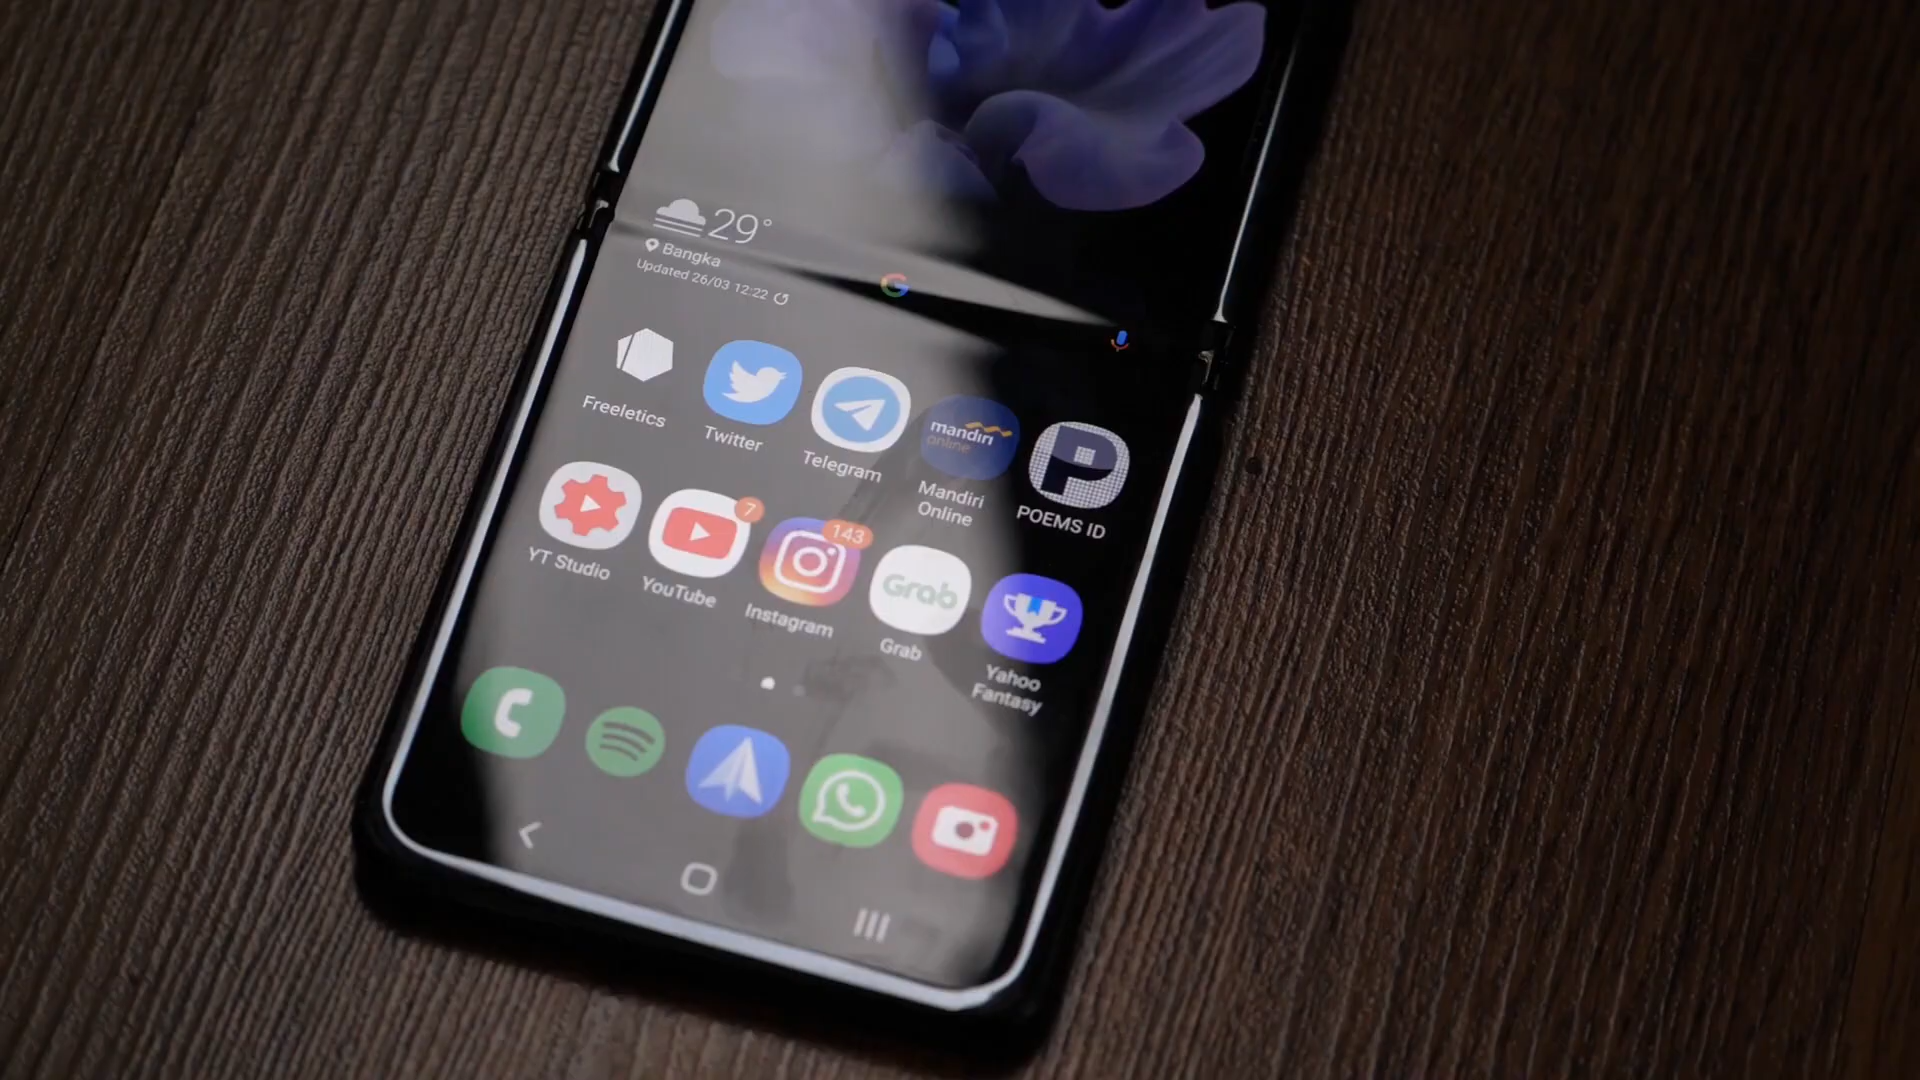 29°
Bangka
Updated 26/03 12:22
Freeletics
Twitter
Telegram
mandiri
online
Mandiri
Online
P
POEMS ID
YT Studio
7
YouTube
143
Instagram
Grab
Grab
Yahoo
Fantasy